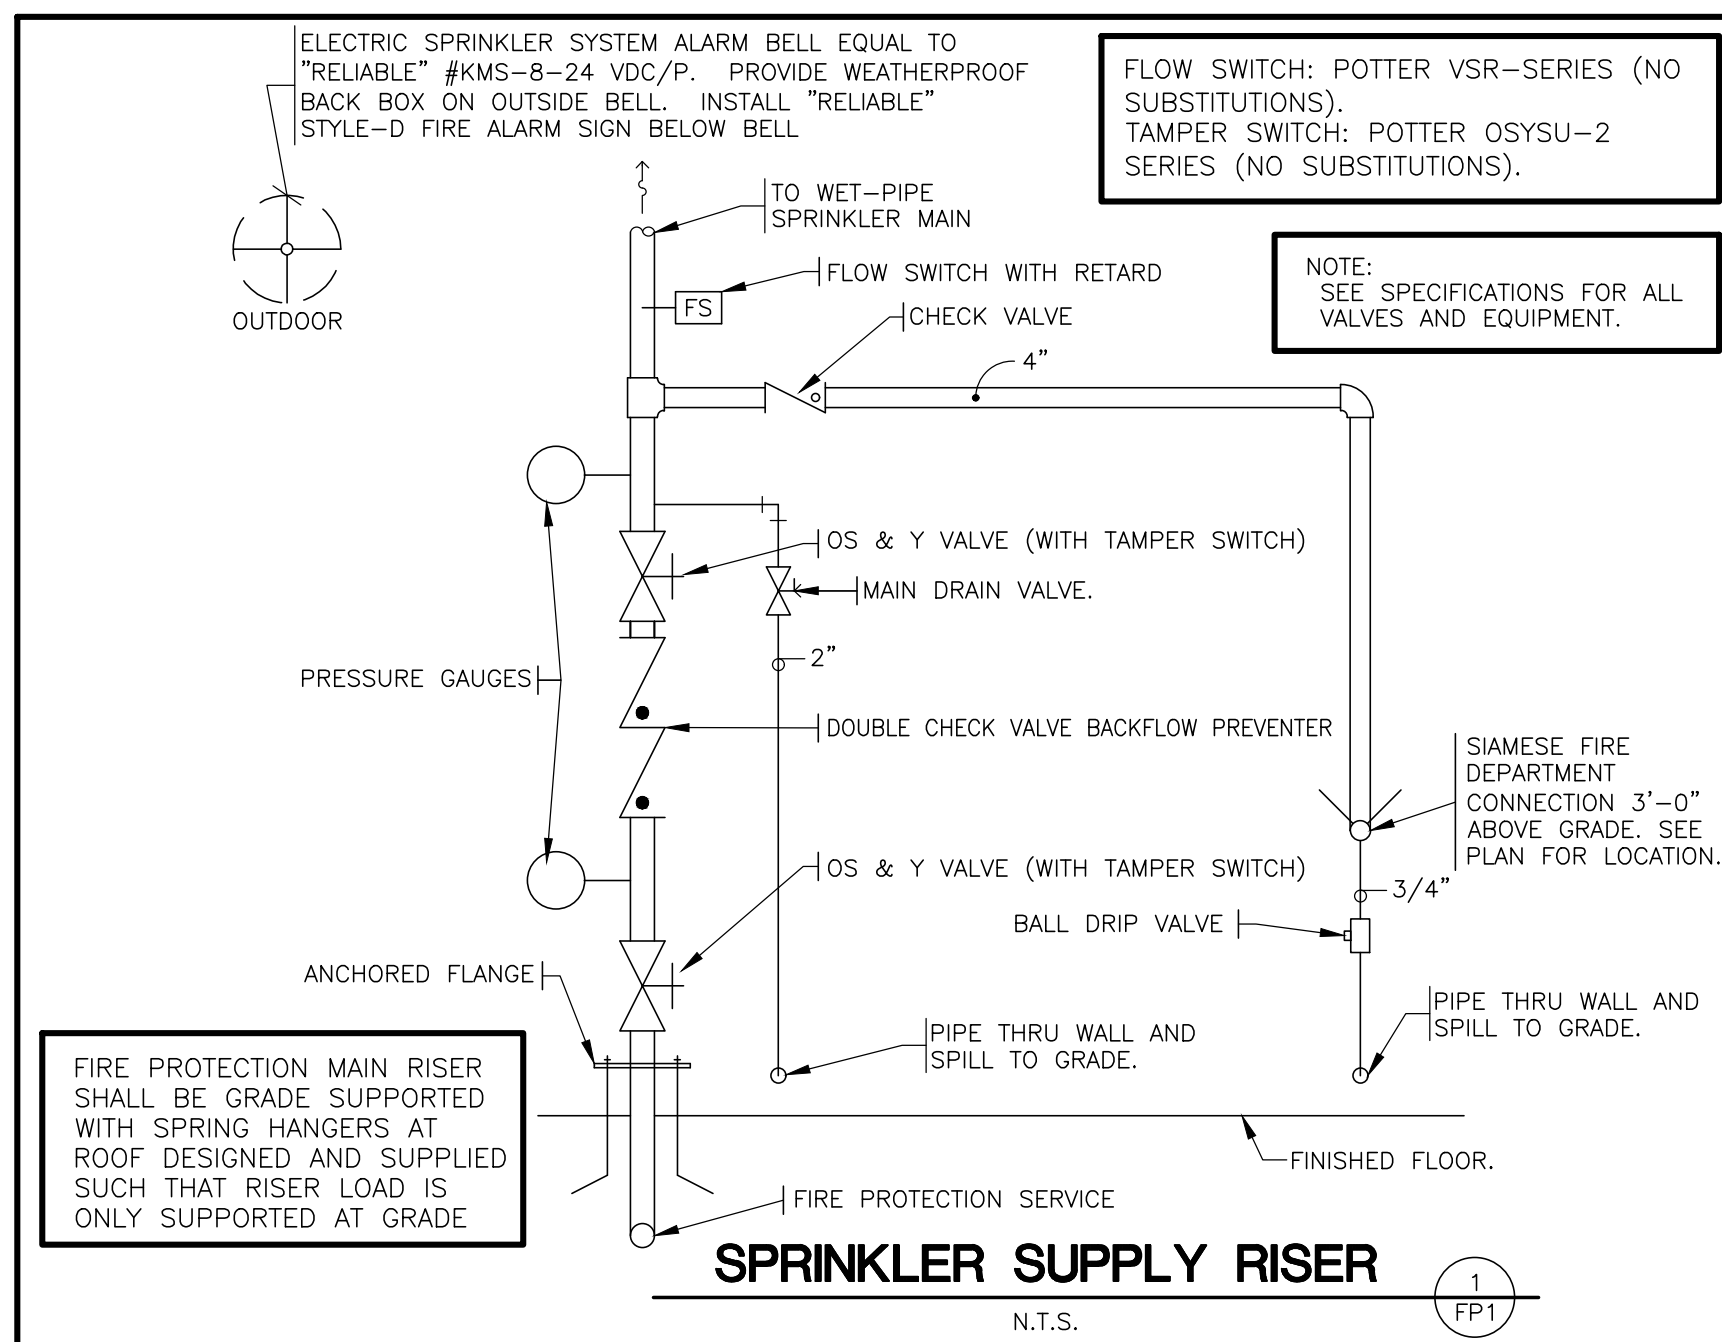 ELECTRIC SPRINKLER SYSTEM ALARM BELL EQUAL TO
"RELIABLE" #KMS-8-24 VDC/P. PROVIDE WEATHERPROOF
BACK BOX ON OUTSIDE BELL. INSTALL "RELIABLE"
STYLE-D FIRE ALARM SIGN BELOW BELL
FLOW SWITCH: POTTER VSR-SERIES (NO
SUBSTITUTIONS).
TAMPER SWITCH: POTTER OSYSU-2
SERIES (NO SUBSTITUTIONS).
TO WET-PIPE
SPRINKLER MAIN
OUTDOOR
FLOW SWITCH WITH RETARD
FS
CHECK VALVE
NOTE:
SEE SPECIFICATIONS FOR ALL
VALVES AND EQUIPMENT.
4"
OS & Y VALVE (WITH TAMPER SWITCH)
MAIN DRAIN VALVE.
2"
PRESSURE GAUGES
DOUBLE CHECK VALVE BACKFLOW PREVENTER
SIAMESE FIRE
DEPARTMENT
CONNECTION 3'-0"
ABOVE GRADE. SEE
PLAN FOR LOCATION.
OS & Y VALVE (WITH TAMPER SWITCH)
3/4"
BALL DRIP VALVE
ANCHORED FLANGE
PIPE THRU WALL AND
SPILL TO GRADE.
PIPE THRU WALL AND
SPILL TO GRADE.
FIRE PROTECTION MAIN RISER
SHALL BE GRADE SUPPORTED
WITH SPRING HANGERS AT
ROOF DESIGNED AND SUPPLIED
SUCH THAT RISER LOAD IS
ONLY SUPPORTED AT GRADE
FINISHED FLOOR.
FIRE PROTECTION SERVICE
SPRINKLER SUPPLY RISER
N.T.S.
1
FP1